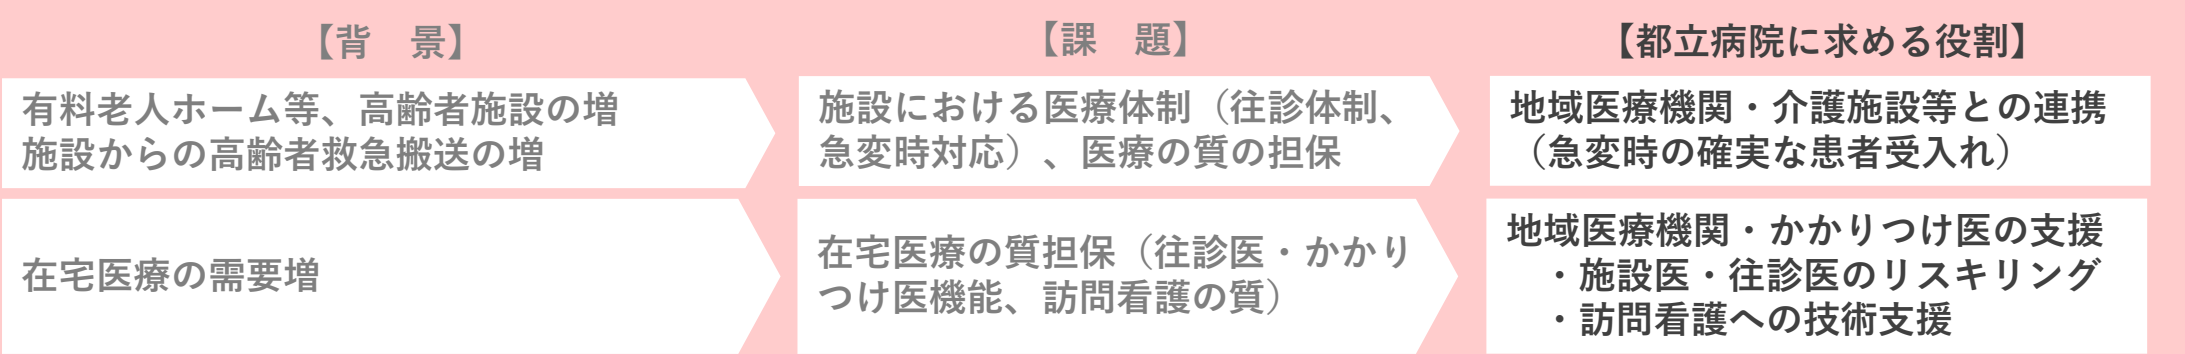 【背　景】
【課　題】
【都立病院に求める役割】
有料老人ホーム等、高齢者施設の増
施設からの高齢者救急搬送の増
施設における医療体制（往診体制、
急変時対応）、医療の質の担保
地域医療機関・介護施設等との連携
（急変時の確実な患者受入れ）
在宅医療の需要増
在宅医療の質担保（往診医・かかり
つけ医機能、訪問看護の質）
地域医療機関・かかりつけ医の支援
・施設医・往診医のリスキリング
・訪問看護への技術支援